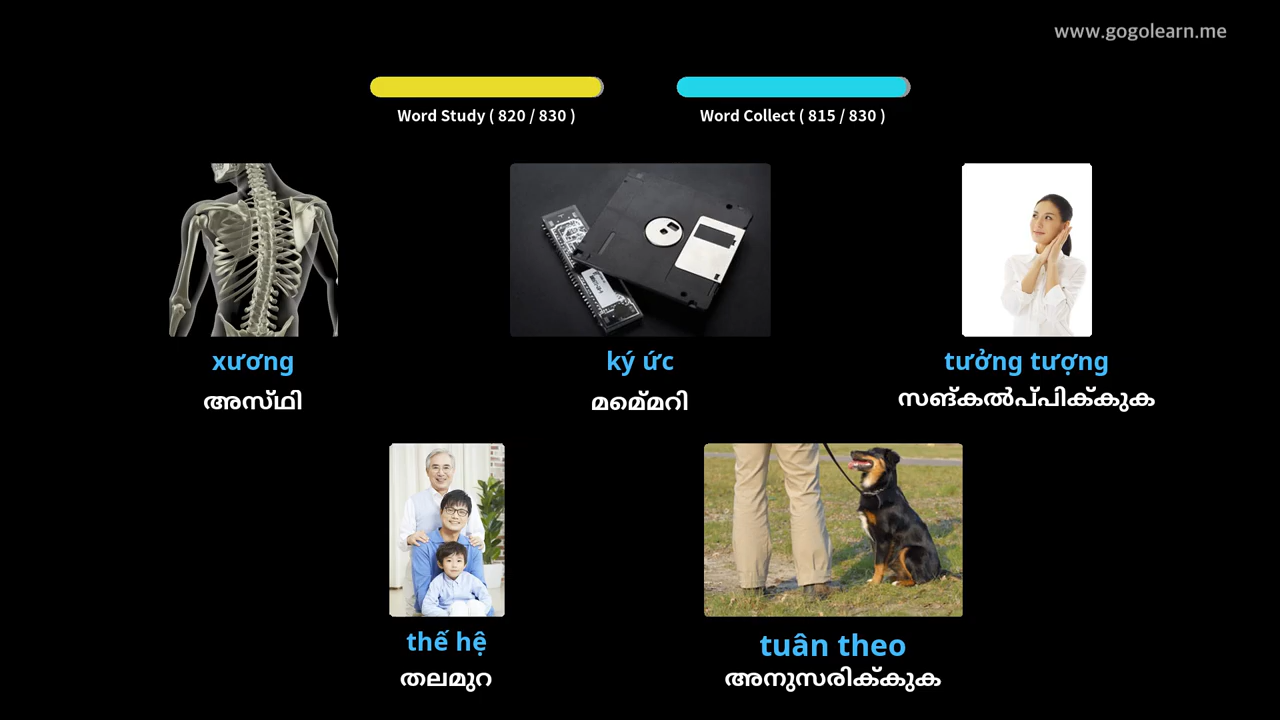 www.gogolearn.me
Word Study ( 820 / 830 )
Word Collect ( 815 / 830 )
xương
ký ức
tưởng tượng
അസ്ഥി
മമ്മെറി
സങ്കൽപ്പിക്കുക
thế hệ
tuân theo
തലമുറ
അനുസരിക്കുക